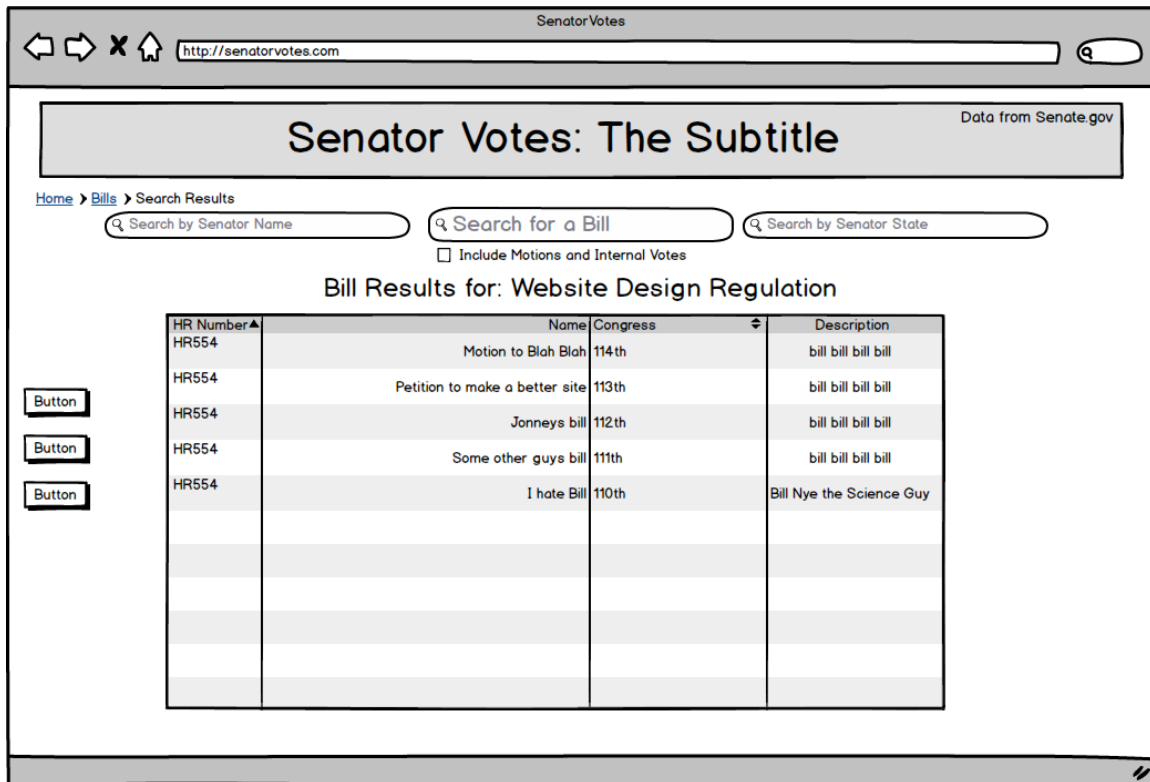 SenatorVotes
http://senatorvotes.com
Data from Senate.gov
Senator Votes: The Subtitle
Home > Bills > Search Results
Search by Senator Name Search for a Bill Search by Senator State
Include Motions and Internal Votes
Bill Results for: Website Design Regulation
HR Number▲ Name Congress Description
HR554 Motion to Blah Blah 114th bill bill bill bill
HR554 Petition to make a better site 113th bill bill bill bill
HR554 Jonneys bill 112th bill bill bill bill
HR554 Some other guys bill 111th bill bill bill bill
HR554 I hate Bill 110th Bill Nye the Science Guy
Button
Button
Button